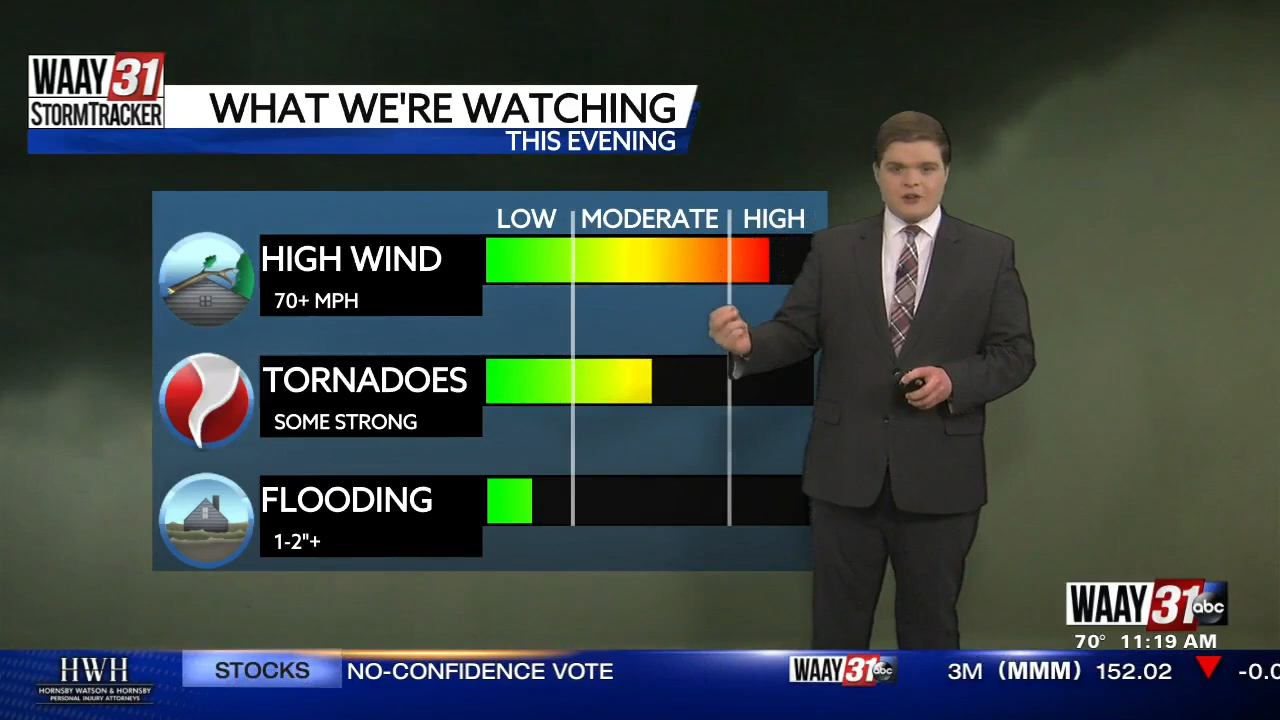 WAAY 31
STORMTRACKER
WHAT WE'RE WATCHING
THIS EVENING
LOW MODERATE HIGH
HIGH WIND
70+ MPH
TORNADOES
SOME STRONG
FLOODING
1-2"+
WAAY 31 abc
70° 11:19 AM
HWH
HORNSBY WATSON & HORNSBY
PERSONAL INJURY ATTORNEYS
STOCKS NO-CONFIDENCE VOTE WAAY 31 abc 3M (MMM) 152.02 ▼ -0.0